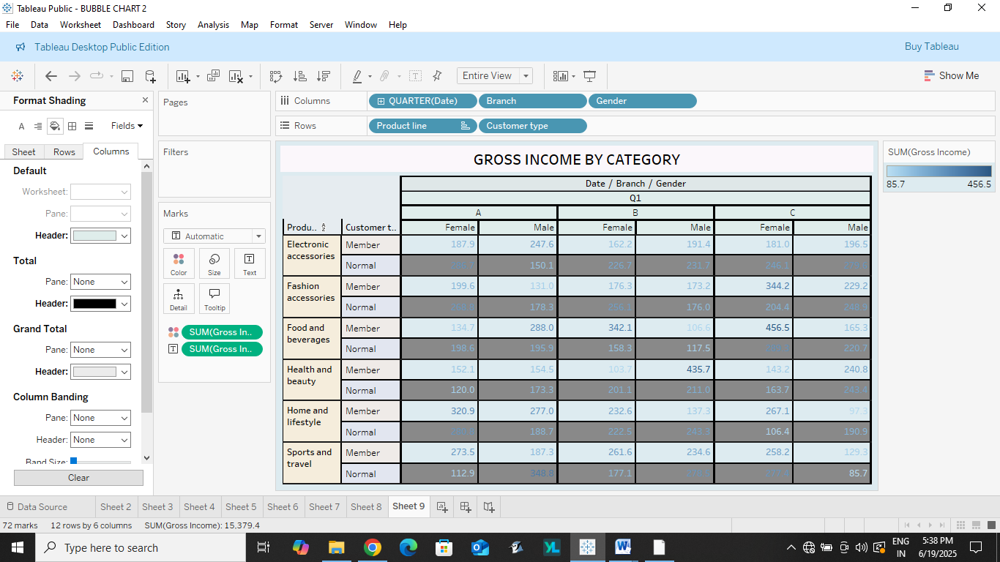 Tableau Public - BUBBLE CHART 2
File Data Worksheet Dashboard Story Analysis Map Format Server Window Help
Tableau Desktop Public Edition Buy Tableau
Entire View Show Me
Format Shading
Fields
Sheet Rows Columns
Default
Worksheet:
Pane:
Header:
Total
Pane: None
Header:
Grand Total
Pane: None
Header:
Column Banding
Pane: None
Header: None
Band Size:
Clear
Pages
Filters
Marks
Automatic
Color Size Text
Detail Tooltip
SUM(Gross In..
SUM(Gross In..
Columns QUARTER(Date) Branch Gender
Rows Product line Customer type
GROSS INCOME BY CATEGORY
Date / Branch / Gender
Q1
A B C
Produ.. Customer t.. Female Male Female Male Female Male
Electronic accessories Member 187.9 247.6 162.2 191.4 181.0 196.5
Normal 150.1 226.7 231.7 246.1
Fashion accessories Member 199.6 131.0 176.3 173.2 344.2 229.2
Normal 178.3 256.1 176.0 204.4 248.9
Food and beverages Member 134.7 288.0 342.1 106.6 456.5 165.3
Normal 198.6 195.9 158.3 117.5 220.7
Health and beauty Member 152.1 154.5 103.7 435.7 143.2 240.8
Normal 120.0 173.3 201.1 211.0 163.7 243.4
Home and lifestyle Member 320.9 277.0 232.6 137.3 267.1 97.3
Normal 188.7 222.5 243.3 106.4 190.9
Sports and travel Member 273.5 187.3 261.6 234.6 258.2 129.3
Normal 112.9 348.8 177.1 85.7
SUM(Gross Income)
85.7 456.5
Data Source Sheet 2 Sheet 3 Sheet 4 Sheet 5 Sheet 6 Sheet 7 Sheet 8 Sheet 9
72 marks 12 rows by 6 columns SUM(Gross Income): 15,379.4
Type here to search
YL
ENG
IN
5:38 PM
6/19/2025